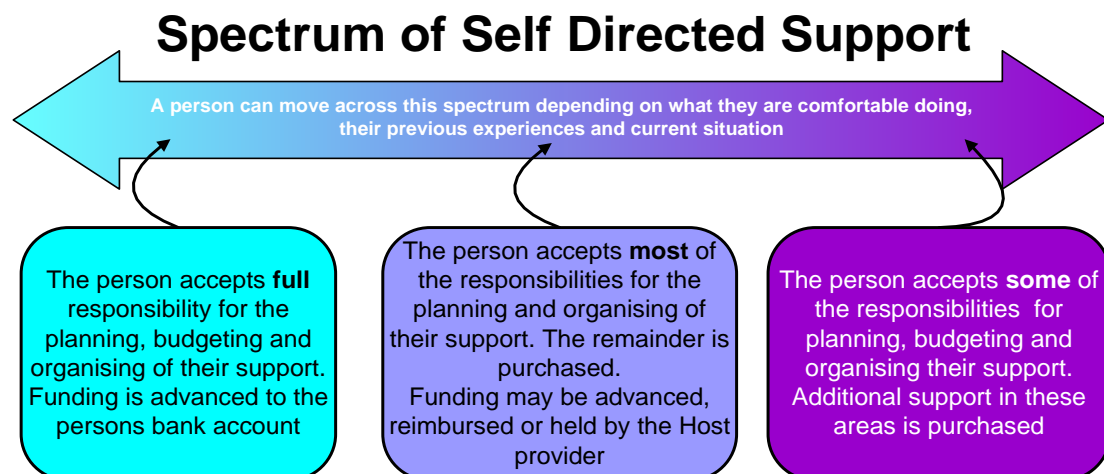 Spectrum of Self Directed Support
A person can move across this spectrum depending on what they are comfortable doing,
their previous experiences and current situation
The person accepts full
responsibility for the
planning, budgeting and
organising of their support.
Funding is advanced to the
persons bank account
The person accepts most of
the responsibilities for the
planning and organising of
their support. The remainder is
purchased.
Funding may be advanced,
reimbursed or held by the Host
provider
The person accepts some of
the responsibilities for
planning, budgeting and
organising their support.
Additional support in these
areas is purchased